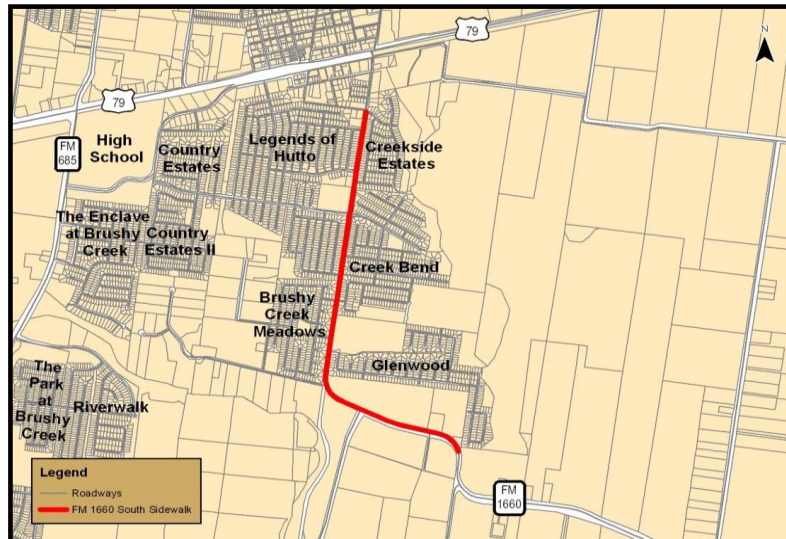 79
N
79
FM
685
High
School
Country
Estates
Legends of
Hutto
Creekside
Estates
The Enclave
at Brushy
Creek
Country
Estates II
Creek Bend
Brushy
Creek
Meadows
Glenwood
The
Park
at
Brushy
Creek
Riverwalk
Legend
Roadways
FM 1660 South Sidewalk
FM
1660